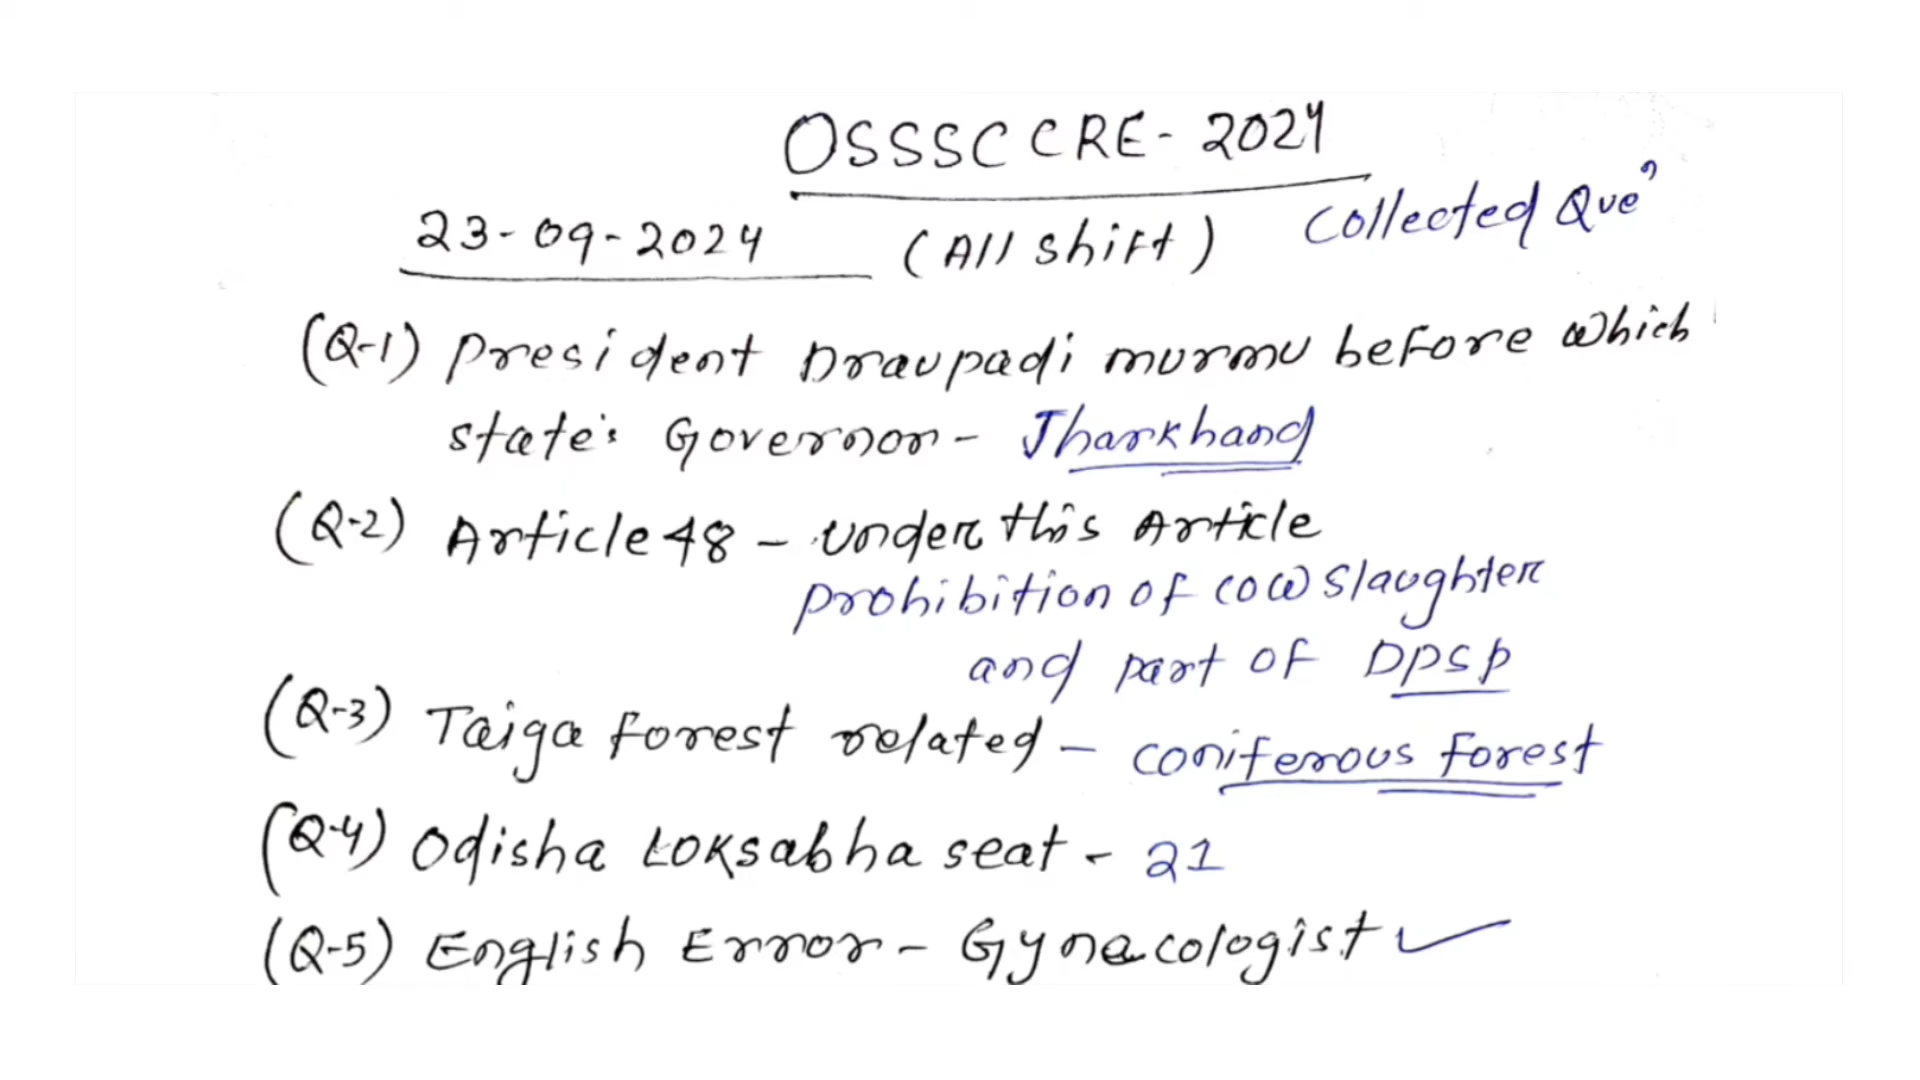 OSSSC CRE- 2024
23-09-2024 (All shift) Collected Que?
(Q-1) President Draupadi murmu before which
state's Governor - Jharkhand
(Q-2) Article 48 - under this Article
prohibition of cow slaughter
and part of DPSP
(Q-3) Taiga forest related - coniferous forest
(Q-4) Odisha Loksabha seat - 21
(Q-5) English Error - Gynacologist ✓